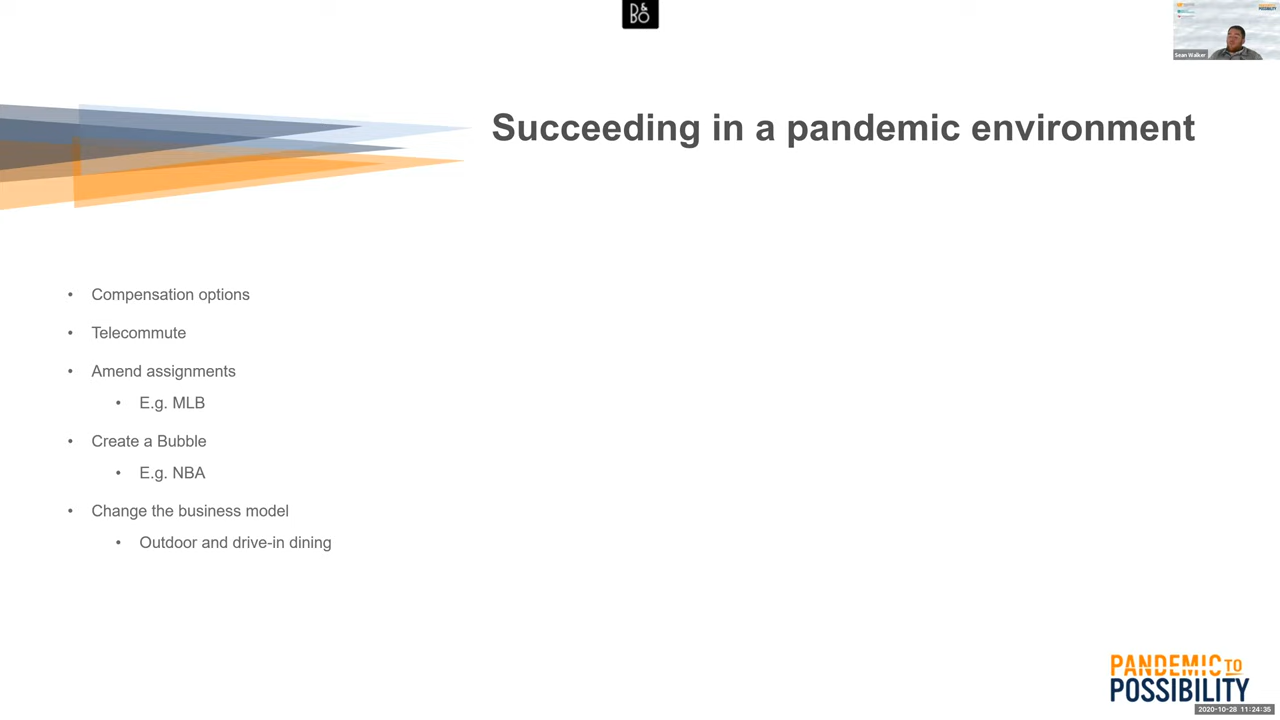 B&O
Sean Walker
Succeeding in a pandemic environment
• Compensation options
• Telecommute
• Amend assignments
• E.g. MLB
• Create a Bubble
• E.g. NBA
• Change the business model
• Outdoor and drive-in dining
PANDEMIC TO
POSSIBILITY
2020-10-28 11:24:35